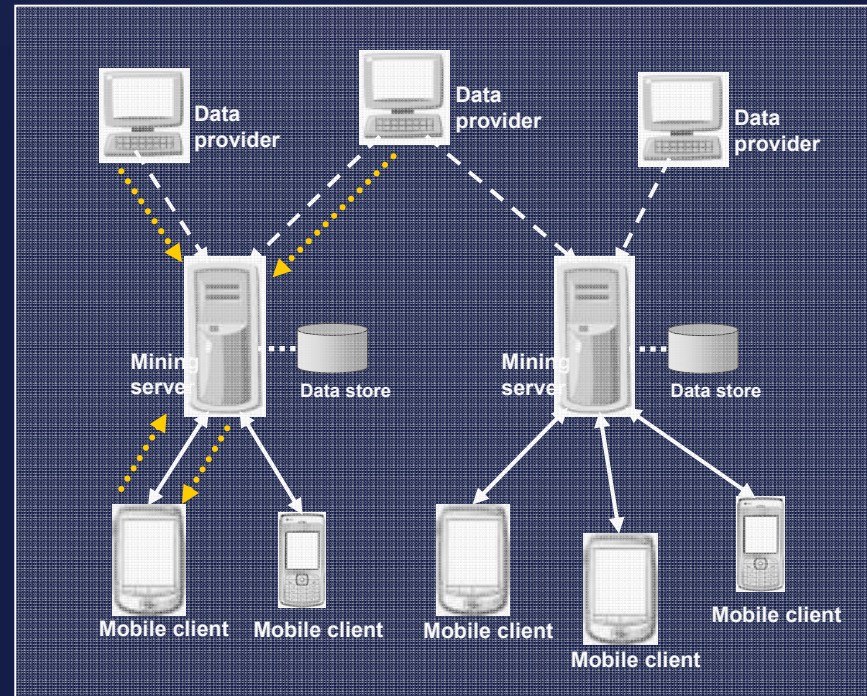 Data
provider
Data
provider
Data
provider
Mining
server
Data store
Mining
server
Data store
Mobile client
Mobile client
Mobile client
Mobile client
Mobile client